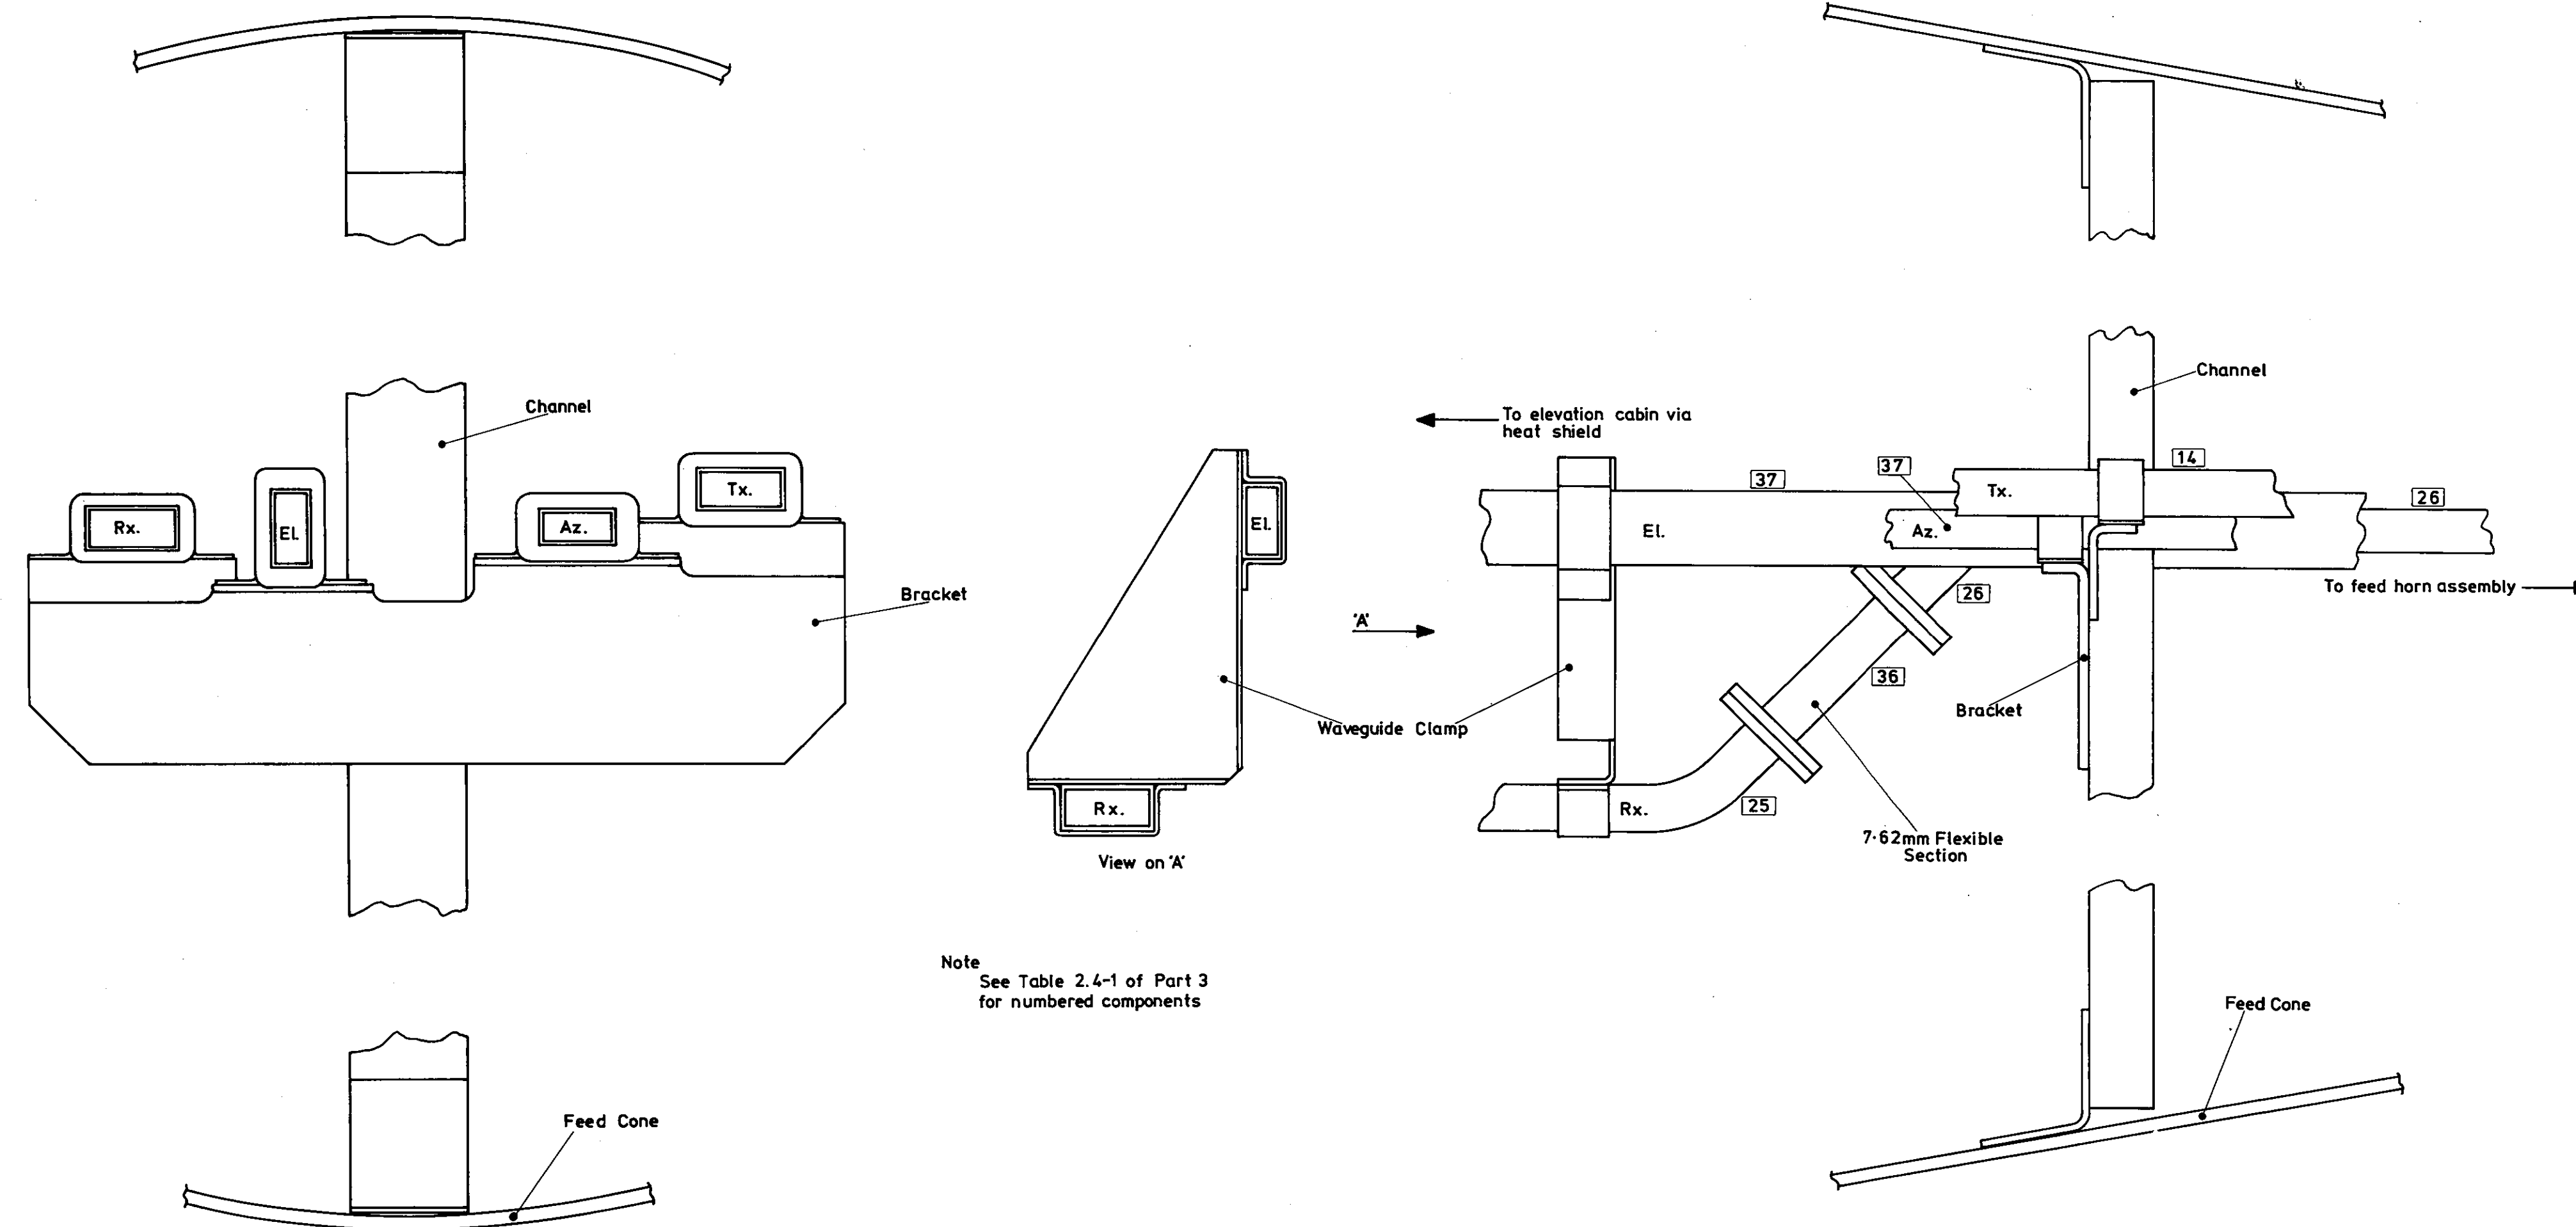 Channel
Rx.
El.
Az.
Tx.
Bracket
Feed Cone
El.
Rx.
View on 'A'
Waveguide Clamp
Note
See Table 2.4-1 of Part 3
for numbered components
To elevation cabin via
heat shield
'A'
37
El.
37
Az.
Tx.
14
Channel
26
To feed horn assembly
26
36
Bracket
Rx.
25
7·62mm Flexible
Section
Feed Cone